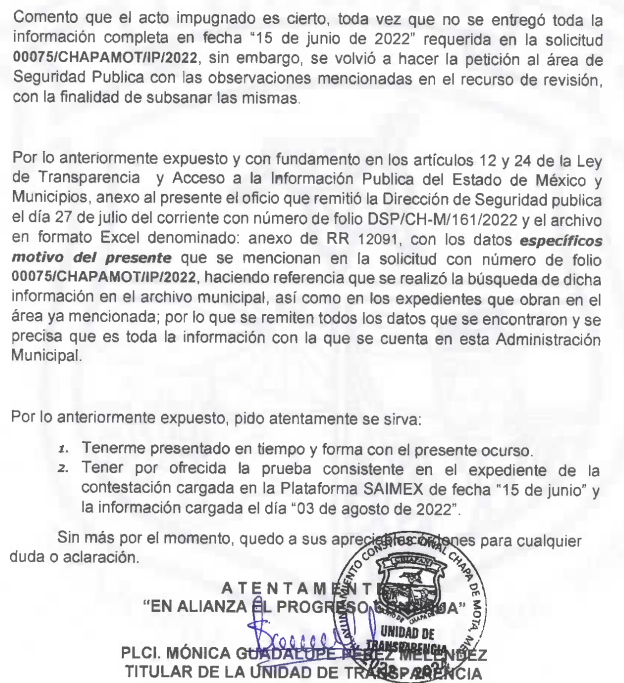 Comento que el acto impugnado es cierto, toda vez que no se entregó toda la
información completa en fecha “15 de junio de 2022” requerida en la solicitud
00075/CHAPAMOT/IP/2022, sin embargo, se volvió a hacer la petición al área de
Seguridad Publica con las observaciones mencionadas en el recurso de revisión,
con la finalidad de subsanar las mismas.
Por lo anteriormente expuesto y con fundamento en los artículos 12 y 24 de la Ley
de Transparencia y Acceso a la Información Publica del Estado de México y
Municipios, anexo al presente el oficio que remitió la Dirección de Seguridad publica
el día 27 de julio del corriente con número de folio DSP/CH-M/161/2022 y el archivo
en formato Excel denominado: anexo de RR 12091, con los datos específicos
motivo del presente que se mencionan en la solicitud con número de folio
00075/CHAPAMOT/IP/2022, haciendo referencia que se realizó la búsqueda de dicha
información en el archivo municipal, así como en los expedientes que obran en el
área ya mencionada; por lo que se remiten todos los datos que se encontraron y se
precisa que es toda la información con la que se cuenta en esta Administración
Municipal.
Por lo anteriormente expuesto, pido atentamente se sirva:
1. Tenerme presentado en tiempo y forma con el presente ocurso.
2. Tener por ofrecida la prueba consistente en el expediente de la
contestación cargada en la Plataforma SAIMEX de fecha “15 de junio” y
la información cargada el día “03 de agosto de 2022”.
Sin más por el momento, quedo a sus apreciables ordenes para cualquier
duda o aclaración.
A T E N T A M E N T E
“EN ALIANZA EL PROGRESO CONTINUA”
PLCI. MÓNICA GUADALUPE PÉREZ MELÉNDEZ
TITULAR DE LA UNIDAD DE TRANSPARENCIA
AYUNTAMIENTO CONSTITUCIONAL CHAPA DE MOTA, MEX.
UNIDAD DE
TRANSPARENCIA
2022 - 2024